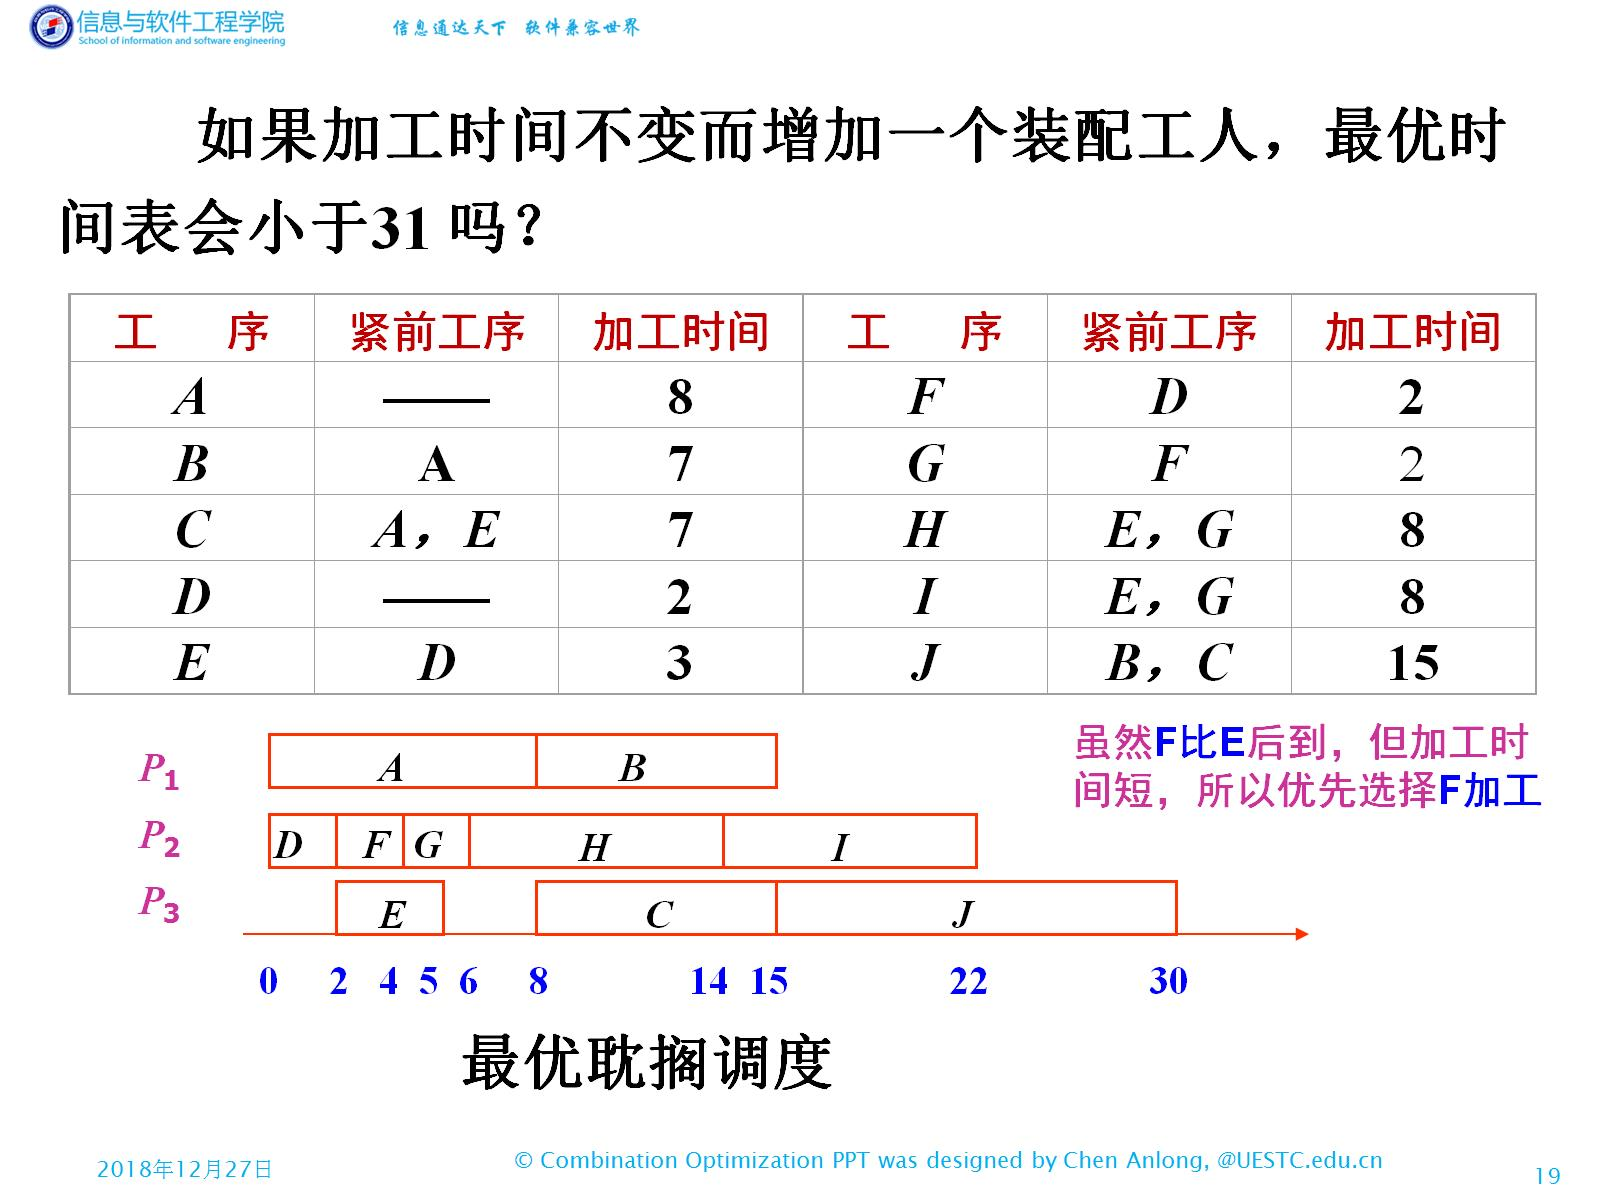 信息与软件工程学院
School of information and software engineering
信息通达天下 软件兼容世界
如果加工时间不变而增加一个装配工人，最优时
间表会小于31 吗？
工 序 紧前工序 加工时间 工 序 紧前工序 加工时间
A —— 8 F D 2
B A 7 G F 2
C A，E 7 H E，G 8
D —— 2 I E，G 8
E D 3 J B，C 15
虽然F比E后到，但加工时
间短，所以优先选择F加工
P1 A B
P2 D F G H I
P3 E C J
0 2 4 5 6 8 14 15 22 30
最优耽搁调度
2018年12月27日
© Combination Optimization PPT was designed by Chen Anlong, @UESTC.edu.cn
19